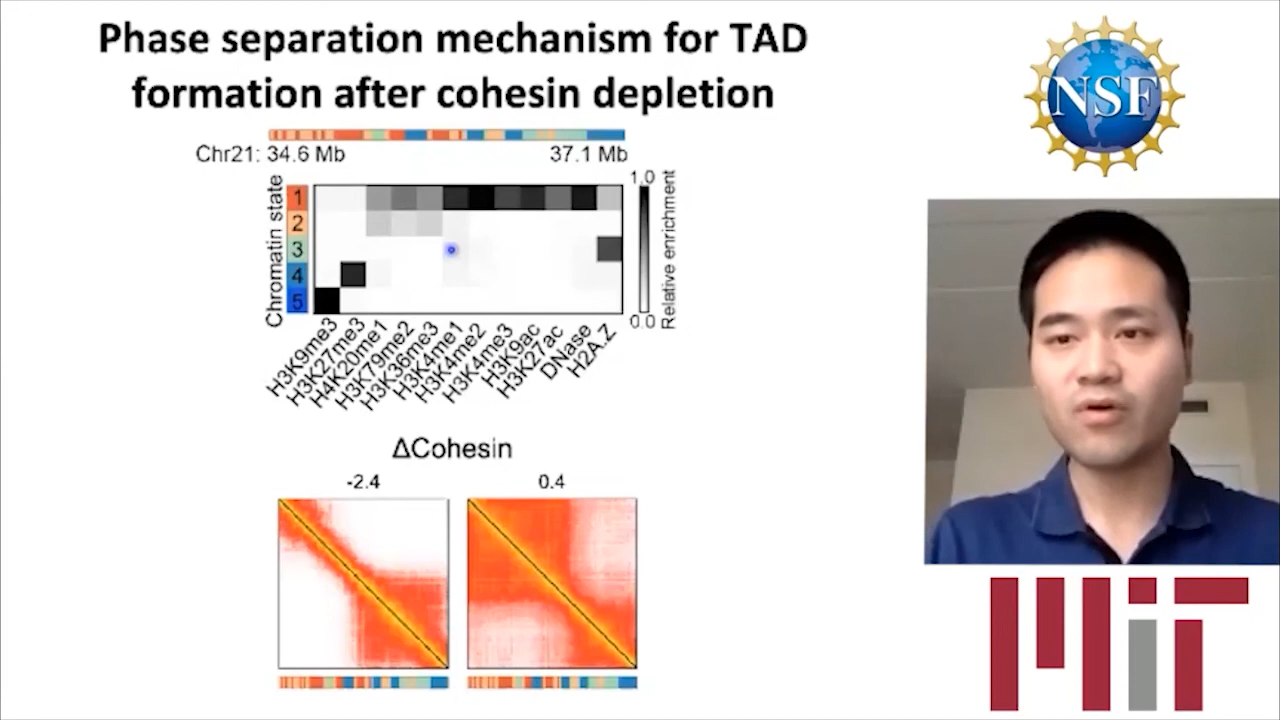 Phase separation mechanism for TAD
formation after cohesin depletion
NSF
Chr21: 34.6 Mb
37.1 Mb
Chromatin state
1
2
3
4
5
1.0
0.0
Relative enrichment
H3K9me3
H3K27me3
H4K20me1
H3K79me2
H3K36me3
H3K4me1
H3K4me2
H3K4me3
H3K9ac
H3K27ac
DNase
H2A.Z
ΔCohesin
-2.4
0.4
MIT